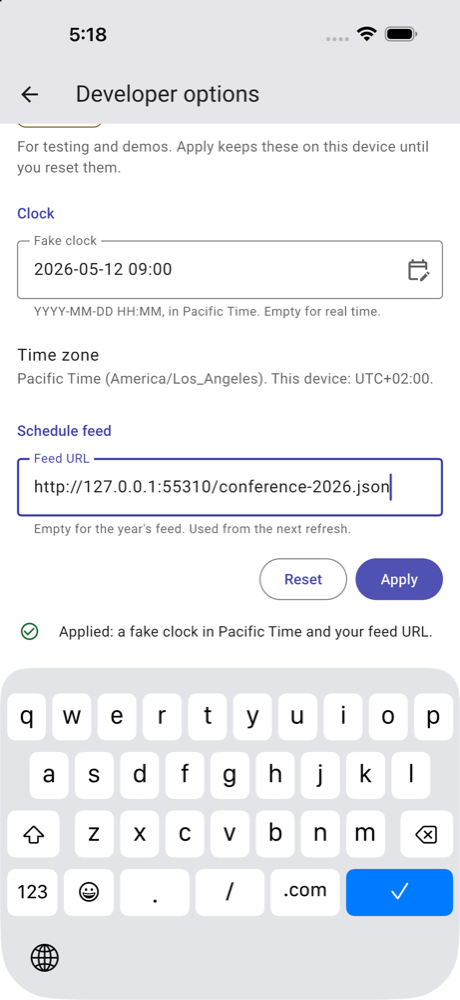 5:18
Developer options
For testing and demos. Apply keeps these on this device until
you reset them.
Clock
Fake clock
2026-05-12 09:00
YYYY-MM-DD HH:MM, in Pacific Time. Empty for real time.
Time zone
Pacific Time (America/Los_Angeles). This device: UTC+02:00.
Schedule feed
Feed URL
http://127.0.0.1:55310/conference-2026.json
Empty for the year's feed. Used from the next refresh.
Reset Apply
Applied: a fake clock in Pacific Time and your feed URL.
q w e r t y u i o p
a s d f g h j k l
z x c v b n m
123 . / .com